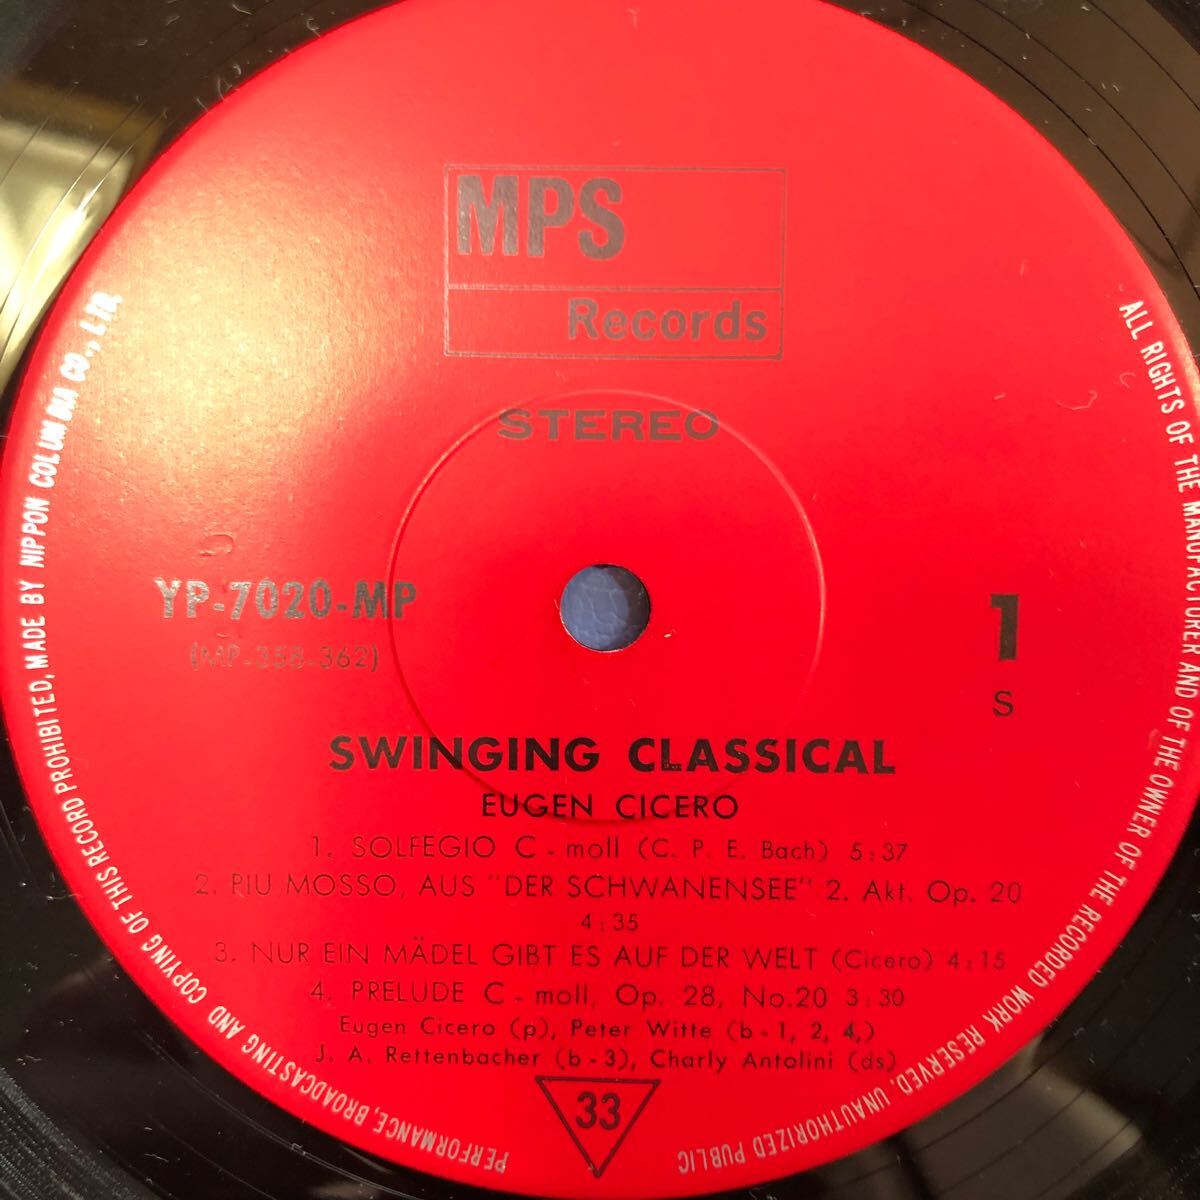 MPS
Records
STEREO
YP-7020-MP
(MP-358-362)
1
S
SWINGING CLASSICAL
EUGEN CICERO
1. SOLFEGIO C - moll (C. P. E. Bach) 5:37
2. PIU MOSSO, AUS "DER SCHWANENSEE" 2. Akt. Op. 20
4:35
3. NUR EIN MÄDEL GIBT ES AUF DER WELT (Cicero) 4:15
4. PRELUDE C - moll, Op. 28, No.20 3:30
Eugen Cicero (p), Peter Witte (b - 1, 2, 4,)
J. A. Rettenbacher (b - 3), Charly Antolini (ds)
33
ALL RIGHTS OF THE MANUFACTURER AND OF THE OWNER OF THE RECORDED WORK RESERVED. UNAUTHORIZED PUBLIC
PERFORMANCE, BROADCASTING AND COPYING OF THIS RECORD PROHIBITED, MADE BY NIPPON COLUMBIA CO., LTD.